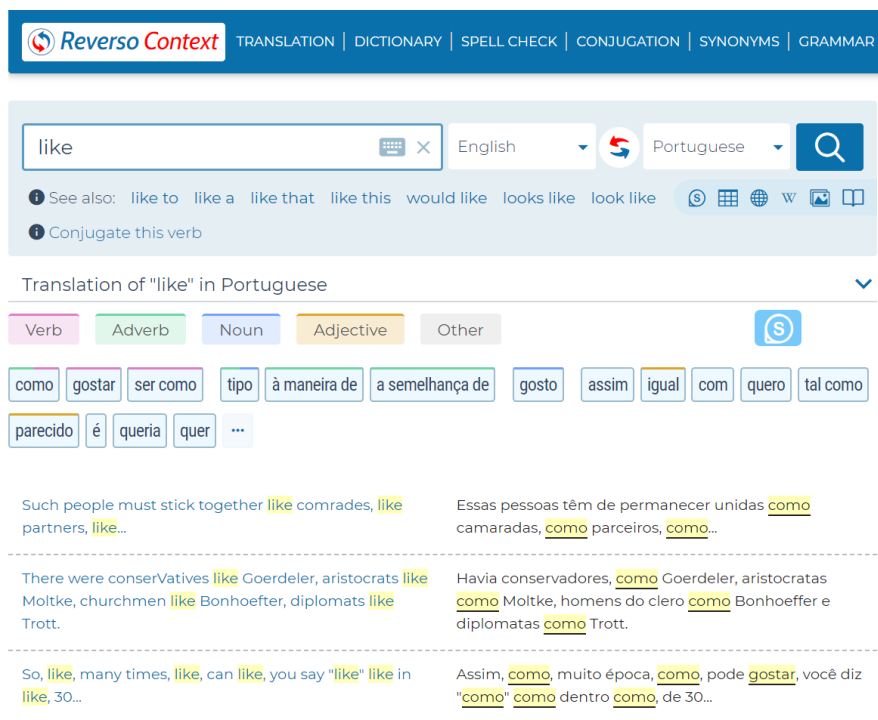 Reverso Context TRANSLATION | DICTIONARY | SPELL CHECK | CONJUGATION | SYNONYMS | GRAMMAR
like English Portuguese
See also: like to like a like that like this would like looks like look like S W
Conjugate this verb
Translation of "like" in Portuguese
Verb Adverb Noun Adjective Other S
como gostar ser como tipo à maneira de a semelhança de gosto assim igual com quero tal como
parecido é queria quer ...
Such people must stick together like comrades, like
partners, like...
Essas pessoas têm de permanecer unidas como
camaradas, como parceiros, como...
There were conserVatives like Goerdeler, aristocrats like
Moltke, churchmen like Bonhoefter, diplomats like
Trott.
Havia conservadores, como Goerdeler, aristocratas
como Moltke, homens do clero como Bonhoeffer e
diplomatas como Trott.
So, like, many times, like, can like, you say "like" like in
like, 30...
Assim, como, muito época, como, pode gostar, você diz
"como" como dentro como, de 30...